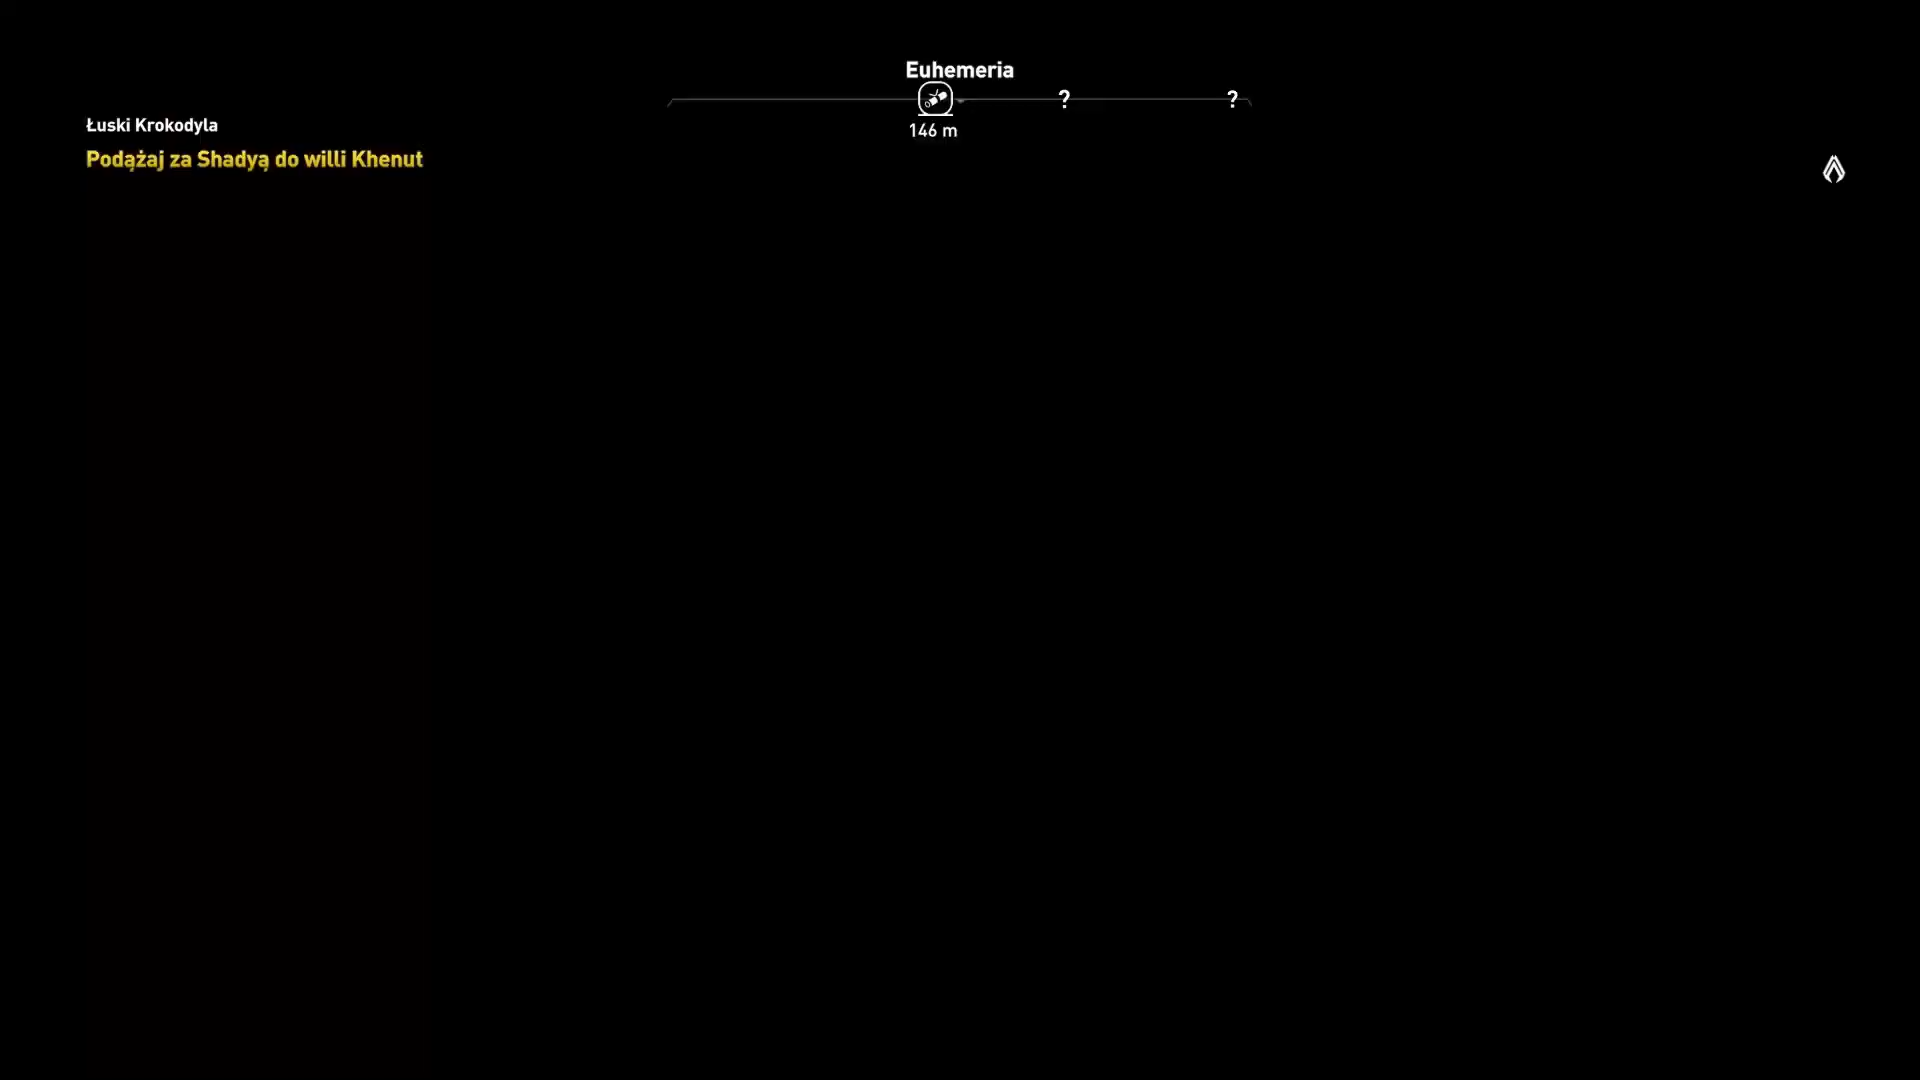 Euhemeria
? ?
146 m
Łuski Krokodyla
Podążaj za Shadyą do willi Khenut